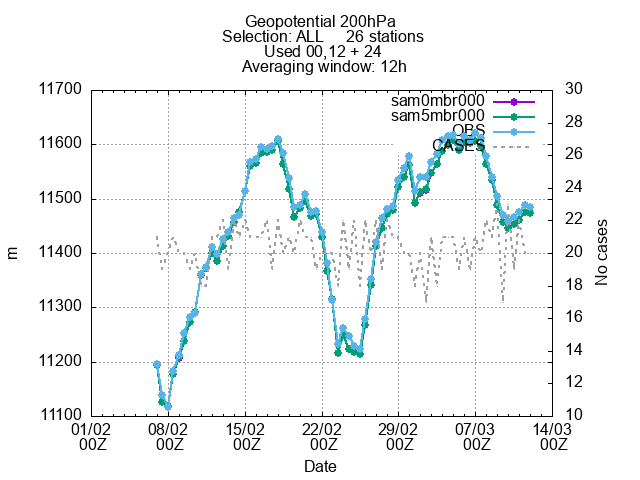 Geopotential 200hPa
Selection: ALL 26 stations
Used 00,12 + 24
Averaging window: 12h
11700
11600
11500
11400
11300
11200
11100
m
30
28
26
24
22
20
18
16
14
12
10
No cases
sam0mbr000
sam5mbr000
OBS
CASES
01/02 08/02 15/02 22/02 29/02 07/03 14/03
00Z 00Z 00Z 00Z 00Z 00Z 00Z
Date